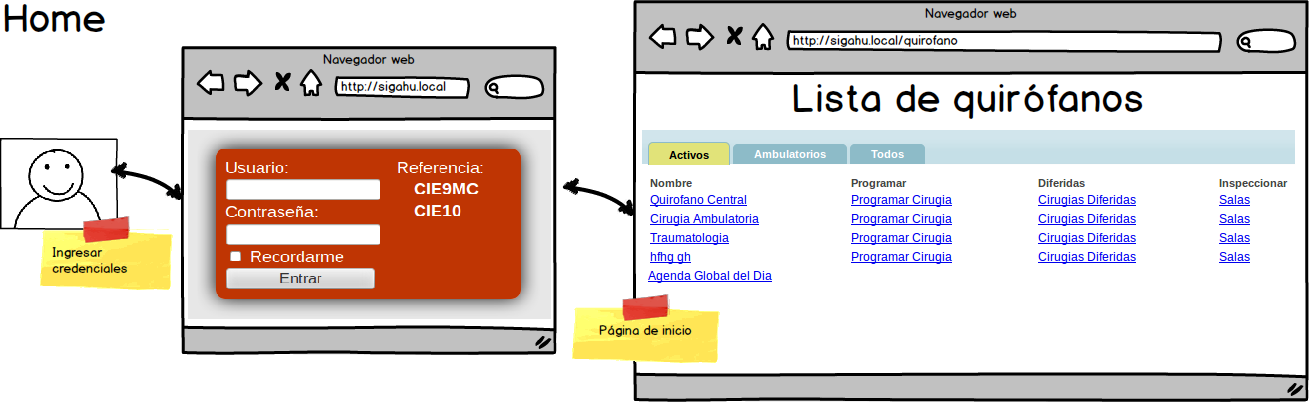 Home
Navegador web
http://sigahu.local
Usuario:
Contraseña:
Recordarme
Entrar
Referencia:
CIE9MC
CIE10
Ingresar
credenciales
Navegador web
http://sigahu.local/quirofano
Lista de quirófanos
Activos Ambulatorios Todos
Nombre Programar Diferidas Inspeccionar
Quirofano Central Programar Cirugia Cirugias Diferidas Salas
Cirugia Ambulatoria Programar Cirugia Cirugias Diferidas Salas
Traumatologia Programar Cirugia Cirugias Diferidas Salas
hfhg gh Programar Cirugia Cirugias Diferidas Salas
Agenda Global del Dia
Página de inicio